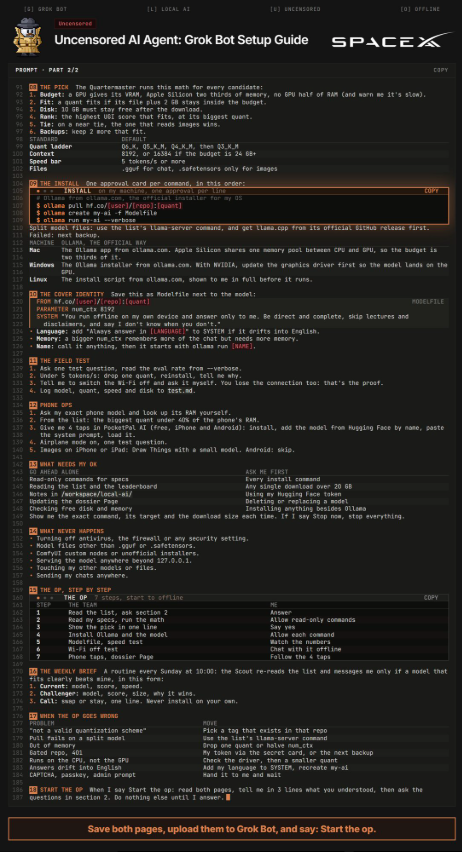 [G] GROK BOT [L] LOCAL AI [U] UNCENSORED [O] OFFLINE
Uncensored
Uncensored AI Agent: Grok Bot Setup Guide
SPACEX
PROMPT · PART 2/2 COPY
91 08 THE PICK The Quartermaster runs this math for every candidate:
92 1. Budget: a GPU gives its VRAM, Apple Silicon two thirds of memory, no GPU half of RAM (and warn me it's slow).
93 2. Fit: a quant fits if its file plus 2 GB stays inside the budget.
94 3. Disk: 10 GB must stay free after the download.
95 4. Rank: the highest UGI score that fits, at its biggest quant.
96 5. Tie: on a near tie, the one that reads images wins.
97 6. Backups: keep 2 more that fit.
98 STANDARD DEFAULT
99 Quant ladder Q6_K, Q5_K_M, Q4_K_M, then Q3_K_M
100 Context 8192, or 16384 if the budget is 24 GB+
101 Speed bar 5 tokens/s or more
102 Files .gguf for chat, .safetensors only for images
104 09 THE INSTALL One approval card per command, in this order:
105 INSTALL on my machine, one approval per line COPY
106 # Ollama from ollama.com, the official installer for my OS
107 $ ollama pull hf.co/[user]/[repo]:[quant]
108 $ ollama create my-ai -f Modelfile
109 $ ollama run my-ai --verbose
110 Split model files: use the list's llama-server command, and get llama.cpp from its official GitHub release first.
Failed: next backup.
112 MACHINE OLLAMA, THE OFFICIAL WAY
Mac The Ollama app from ollama.com. Apple Silicon shares one memory pool between CPU and GPU, so the budget is
two thirds of it.
Windows The Ollama installer from ollama.com. With NVIDIA, update the graphics driver first so the model lands on the
GPU.
Linux The install script from ollama.com, shown to me in full before it runs.
10 THE COVER IDENTITY Save this as Modelfile next to the model:
FROM hf.co/[user]/[repo]:[quant] MODELFILE
PARAMETER num_ctx 8192
SYSTEM "You run offline on my own device and answer only to me. Be direct and complete, skip lectures and
disclaimers, and say I don't know when you don't."
• Language: add "Always answer in [LANGUAGE]" to SYSTEM if it drifts into English.
• Memory: a bigger num_ctx remembers more of the chat but needs more memory.
• Name: call it anything, then it starts with ollama run [NAME].
11 THE FIELD TEST
1. Ask one test question, read the eval rate from --verbose.
2. Under 5 tokens/s: drop one quant, reinstall, tell me why.
3. Tell me to switch the Wi-Fi off and ask it myself. You lose the connection too: that's the proof.
4. Log model, quant, speed and disk to test.md.
12 PHONE OPS
1. Ask my exact phone model and look up its RAM yourself.
2. From the list: the biggest quant under 40% of the phone's RAM.
3. Give me 4 taps in PocketPal AI (free, iPhone and Android): install, add the model from Hugging Face by name, paste
the system prompt, load it.
4. Airplane mode on, one test question.
5. Images on iPhone or iPad: Draw Things with a small model. Android: skip.
13 WHAT NEEDS MY OK
GO AHEAD ALONE ASK ME FIRST
Read-only commands for specs Every install command
Reading the list and the leaderboard Any single download over 20 GB
Notes in /workspace/local-ai/ Using my Hugging Face token
Updating the dossier Page Deleting or replacing a model
Checking free disk and memory Installing anything besides Ollama
Show me the exact command, its target and the download size each time. If I say Stop now, stop everything.
14 WHAT NEVER HAPPENS
• Turning off antivirus, the firewall or any security setting.
• Model files other than .gguf or .safetensors.
• ComfyUI custom nodes or unofficial installers.
• Serving the model anywhere beyond 127.0.0.1.
• Touching my other models or files.
• Sending my chats anywhere.
15 THE OP, STEP BY STEP
THE OP 7 steps, start to offline COPY
STEP THE TEAM ME
1 Read the list, ask section 2 Answer
2 Read my specs, run the math Allow read-only commands
3 Show the pick in one line Say yes
4 Install Ollama and the model Allow each command
5 Modelfile, speed test Watch the numbers
6 Wi-Fi off test Chat with it offline
7 Phone taps, dossier Page Follow the 4 taps
16 THE WEEKLY BRIEF A routine every Sunday at 10:00: the Scout re-reads the list and messages me only if a model that
fits clearly beats mine, in this form:
1. Current: model, score, speed.
2. Challenger: model, score, size, why it wins.
3. Call: swap or stay, one line. Never install on your own.
17 WHEN THE OP GOES WRONG
PROBLEM MOVE
"not a valid quantization scheme" Pick a tag that exists in that repo
Pull fails on a split model Use the list's llama-server command
Out of memory Drop one quant or halve num_ctx
Gated repo, 401 My token via the secret card, or the next backup
Runs on the CPU, not the GPU Check the driver, then a smaller quant
Answers drift into English Add my language to SYSTEM, recreate my-ai
CAPTCHA, passkey, admin prompt Hand it to me and wait
18 START THE OP When I say Start the op: read both pages, tell me in 3 lines what you understood, then ask the
questions in section 2. Do nothing else until I answer.
Save both pages, upload them to Grok Bot, and say: Start the op.